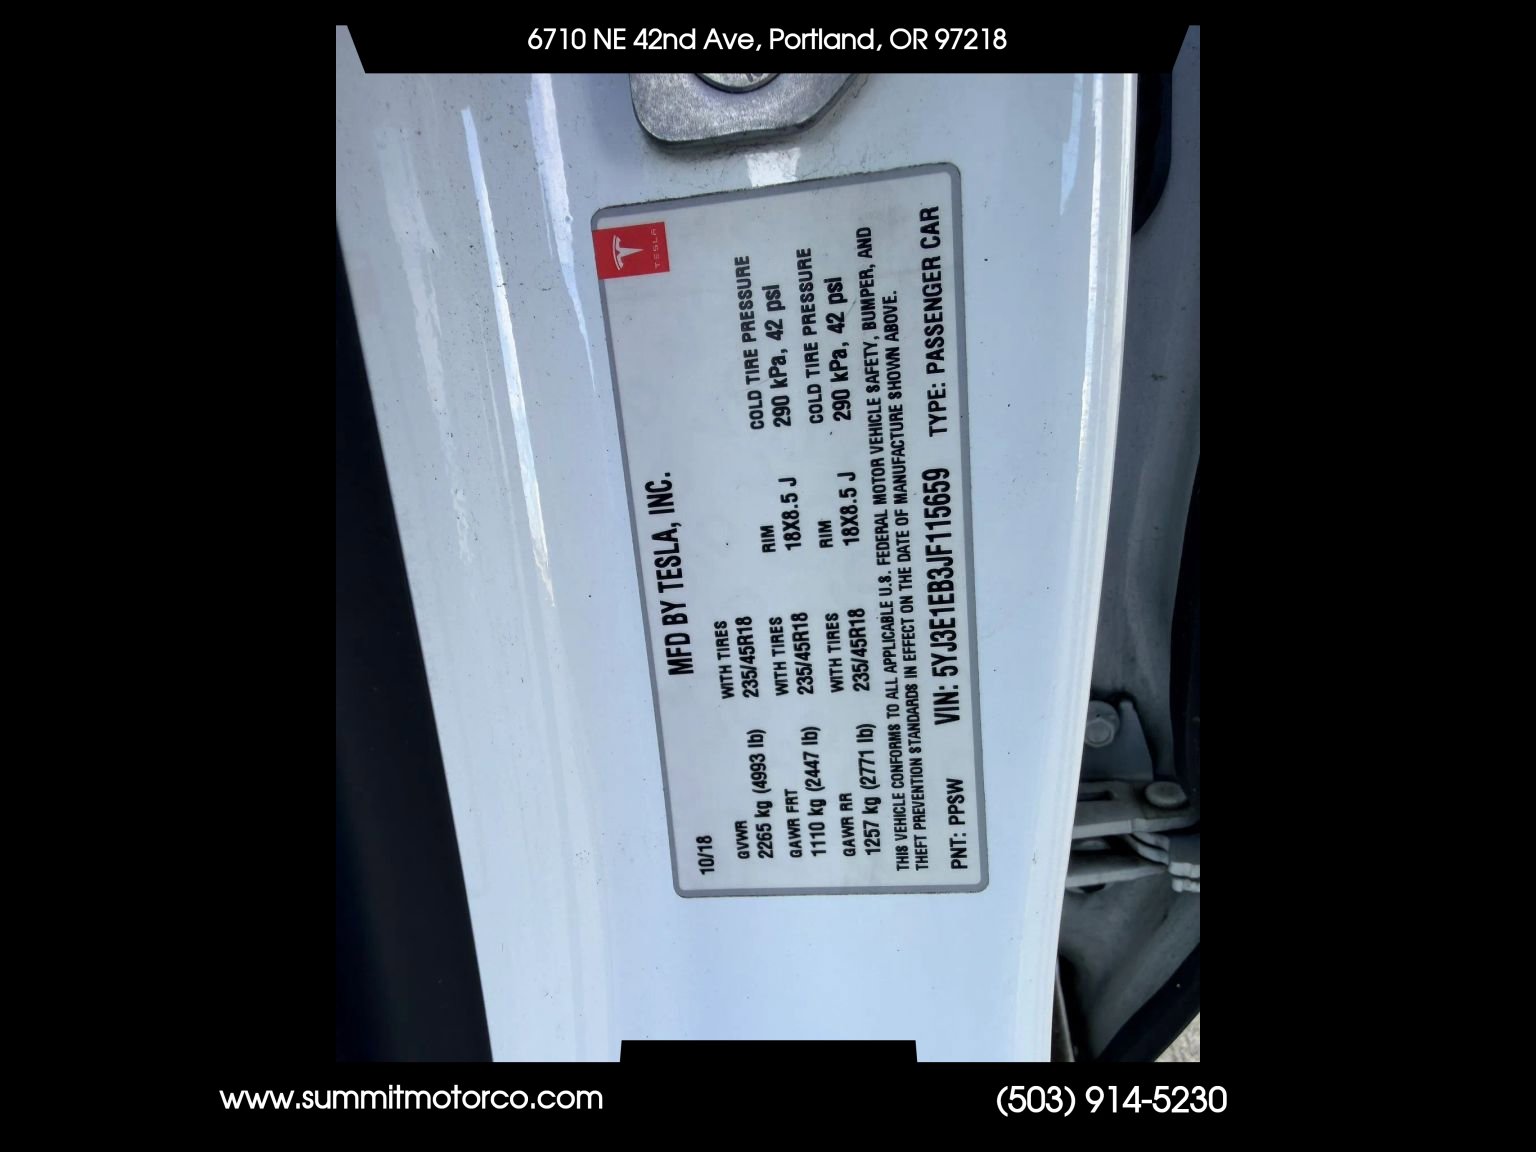 6710 NE 42nd Ave, Portland, OR 97218
TESLA
MFD BY TESLA, INC.
10/18
GVWR WITH TIRES RIM COLD TIRE PRESSURE
2265 kg (4993 lb) 235/45R18 18X8.5 J 290 kPa, 42 psi
GAWR FRT WITH TIRES RIM COLD TIRE PRESSURE
1110 kg (2447 lb) 235/45R18 18X8.5 J 290 kPa, 42 psi
GAWR RR WITH TIRES
1257 kg (2771 lb) 235/45R18
THIS VEHICLE CONFORMS TO ALL APPLICABLE U.S. FEDERAL MOTOR VEHICLE SAFETY, BUMPER, AND
THEFT PREVENTION STANDARDS IN EFFECT ON THE DATE OF MANUFACTURE SHOWN ABOVE.
PNT: PPSW VIN: 5YJ3E1EB3JF115659 TYPE: PASSENGER CAR
www.summitmotorco.com
(503) 914-5230